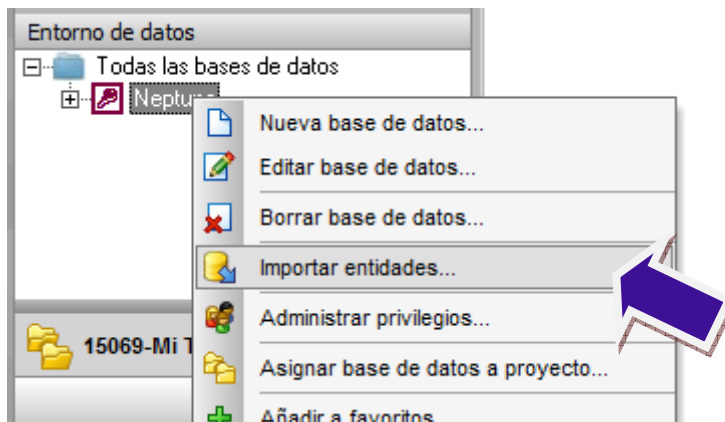 Entorno de datos
Todas las bases de datos
Nueva base de datos...
Editar base de datos...
Borrar base de datos...
Importar entidades...
Administrar privilegios...
15069-Mi
Asignar base de datos a proyecto...
Añadir a favoritos